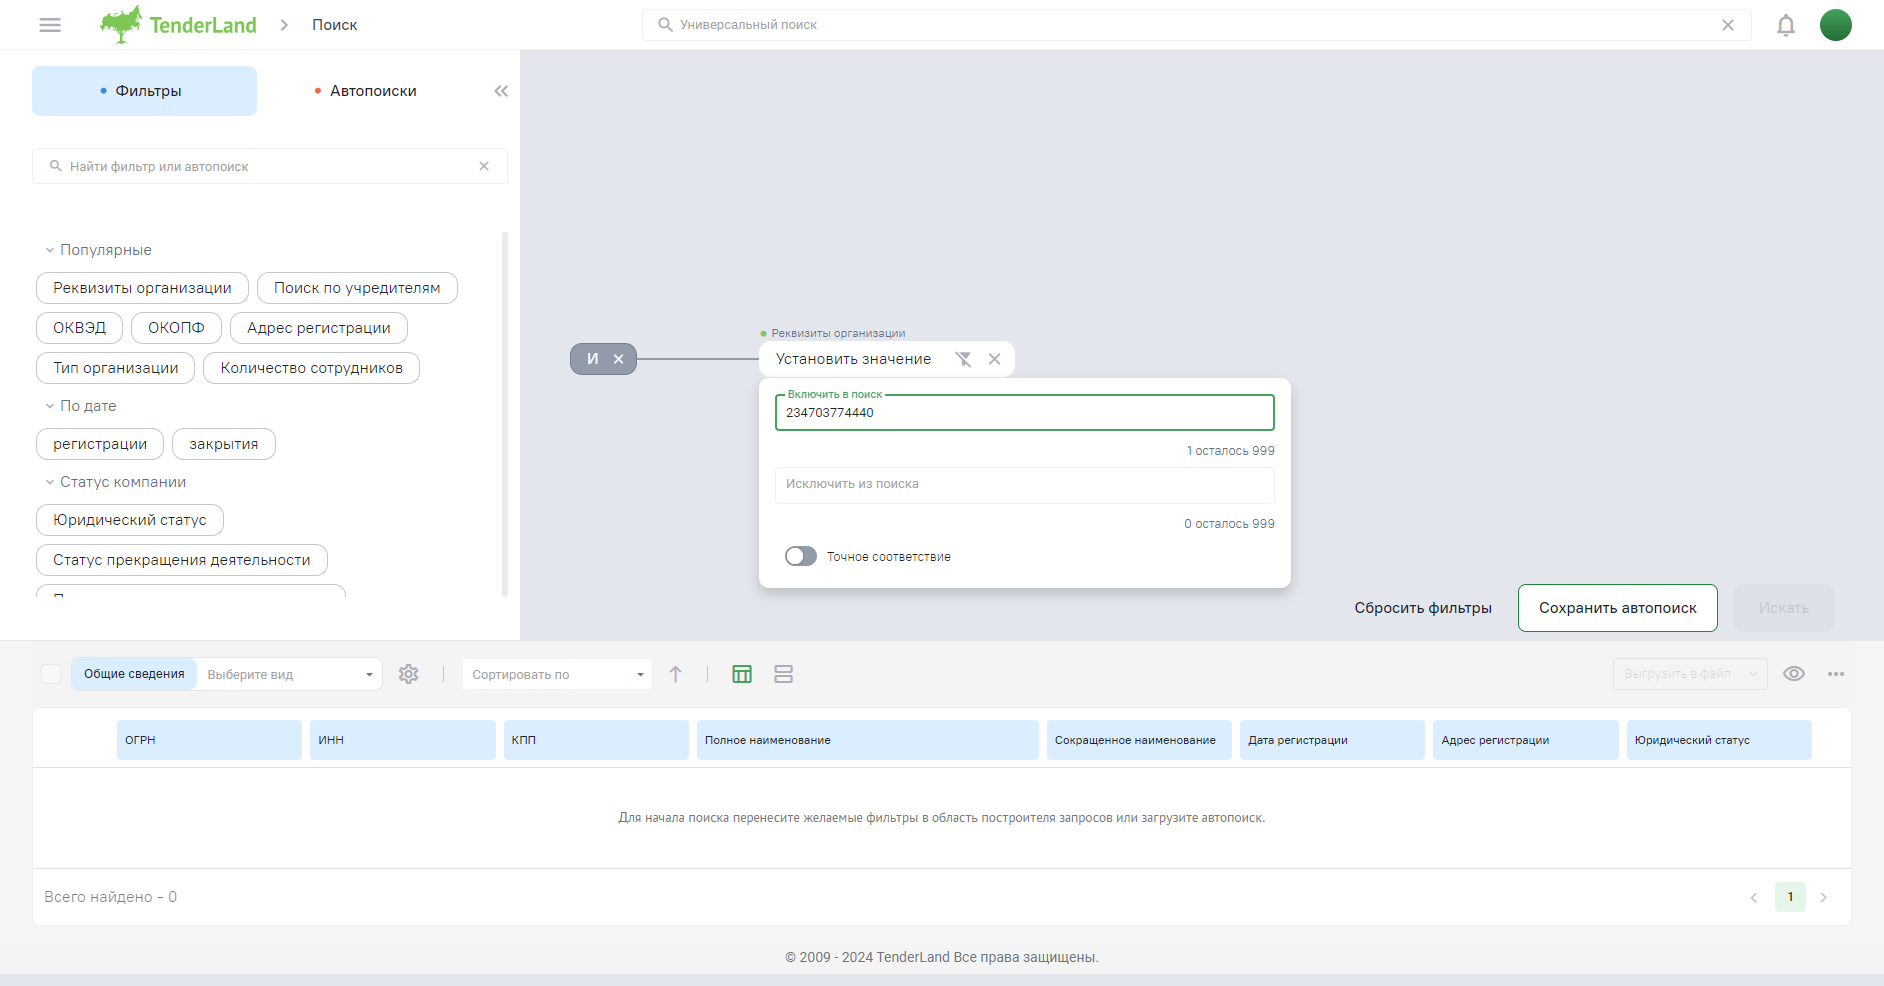 TenderLand
Поиск
Универсальный поиск
Фильтры
Автопоиски
Найти фильтр или автопоиск
Популярные
Реквизиты организации
Поиск по учредителям
ОКВЭД
ОКОПФ
Адрес регистрации
Тип организации
Количество сотрудников
По дате
регистрации
закрытия
Статус компании
Юридический статус
Статус прекращения деятельности
Реквизиты организации
И
Установить значение
Включить в поиск
234703774440
1 осталось 999
Исключить из поиска
0 осталось 999
Точное соответствие
Сбросить фильтры
Сохранить автопоиск
Искать
Общие сведения
Выберите вид
Сортировать по
Выгрузить в файл
ОГРН
ИНН
КПП
Полное наименование
Сокращенное наименование
Дата регистрации
Адрес регистрации
Юридический статус
Для начала поиска перенесите желаемые фильтры в область построителя запросов или загрузите автопоиск.
Всего найдено - 0
1
© 2009 - 2024 TenderLand Все права защищены.